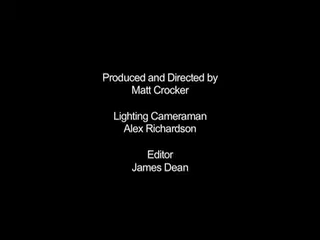 Produced and Directed by
Matt Crocker
Lighting Cameraman
Alex Richardson
Editor
James Dean